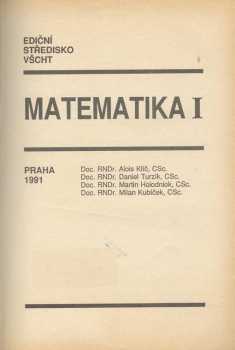 EDIČNÍ
STŘEDISKO
VŠCHT
MATEMATIKA I
PRAHA
1991
Doc. RNDr. Alois Klíč, CSc.
Doc. RNDr. Daniel Turzík, CSc.
Doc. RNDr. Martin Holodniok, CSc.
Doc. RNDr. Milan Kubíček, CSc.